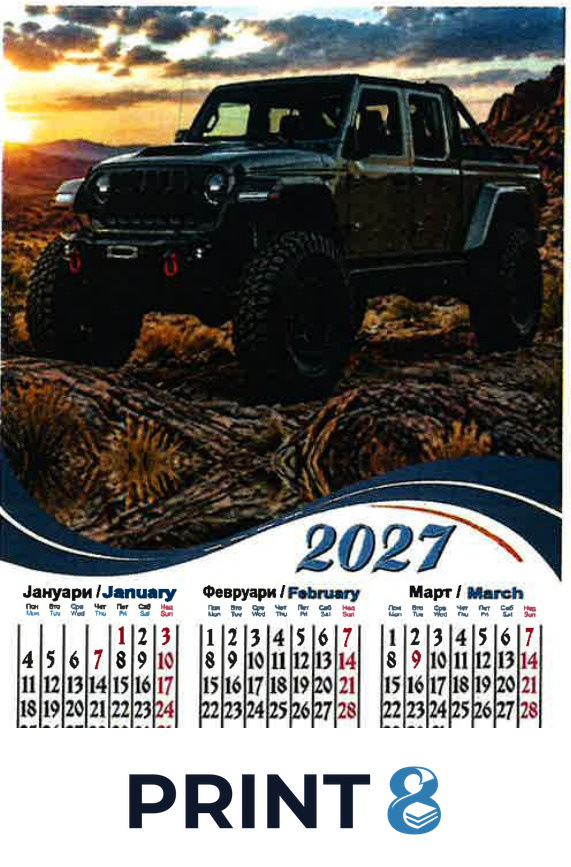 2027
Јануари / January Февруари / February Март / March
Пон Вто Сре Чет Пет Саб Нед Пон Вто Сре Чет Пет Саб Нед Пон Вто Сре Чет Пет Саб Нед
Mon Tue Wed Thu Fri Sat Sun Mon Tue Wed Thu Fri Sat Sun Mon Tue Wed Thu Fri Sat Sun
1 2 3 1 2 3 4 5 6 7 1 2 3 4 5 6 7
4 5 6 7 8 9 10 8 9 10 11 12 13 14 8 9 10 11 12 13 14
11 12 13 14 15 16 17 15 16 17 18 19 20 21 15 16 17 18 19 20 21
18 19 20 21 22 23 24 22 23 24 25 26 27 28 22 23 24 25 26 27 28
PRINT 8